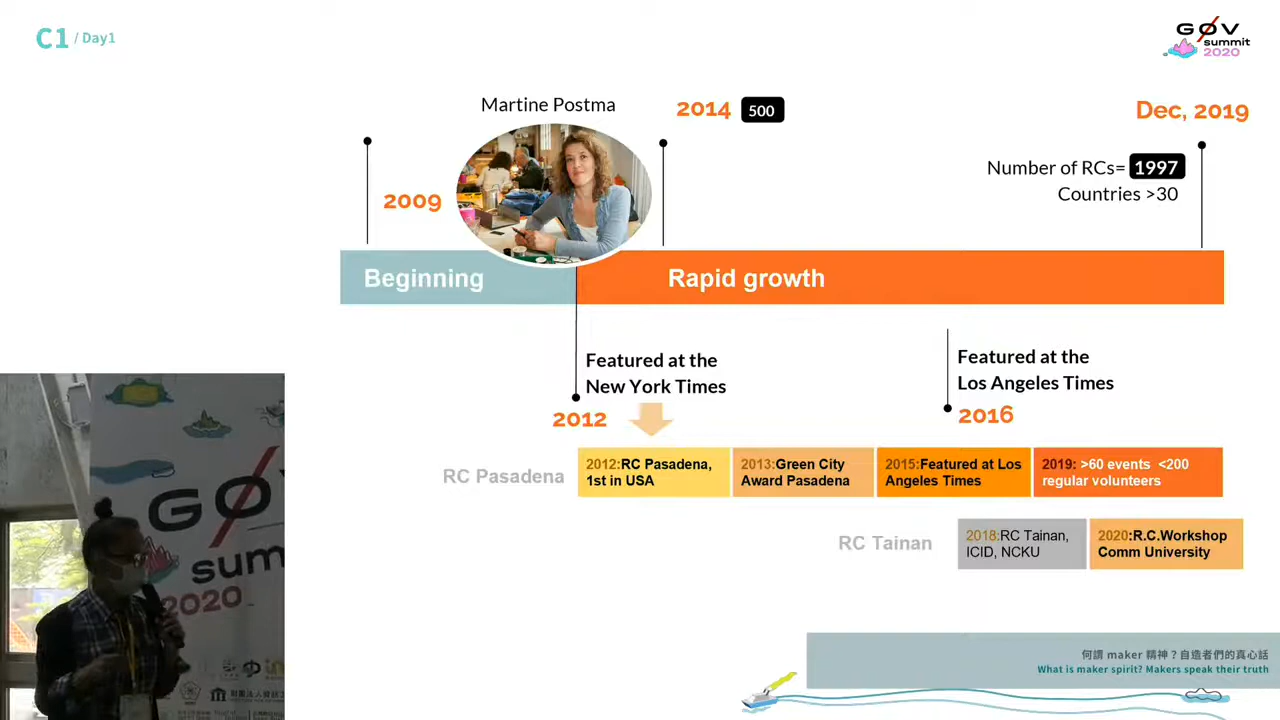 C1 / Day1
GØV
summit
2020
Martine Postma
2014 500
Dec, 2019
2009
Number of RCs= 1997
Countries >30
Beginning
Rapid growth
Featured at the
New York Times
2012
Featured at the
Los Angeles Times
2016
RC Pasadena
2012:RC Pasadena,
1st in USA
2013:Green City
Award Pasadena
2015:Featured at Los
Angeles Times
2019: >60 events <200
regular volunteers
RC Tainan
2018:RC Tainan,
ICID, NCKU
2020:R.C.Workshop
Comm University
GØV
sum
2020
何謂 maker 精神？自造者們的真心話
What is maker spirit? Makers speak their truth